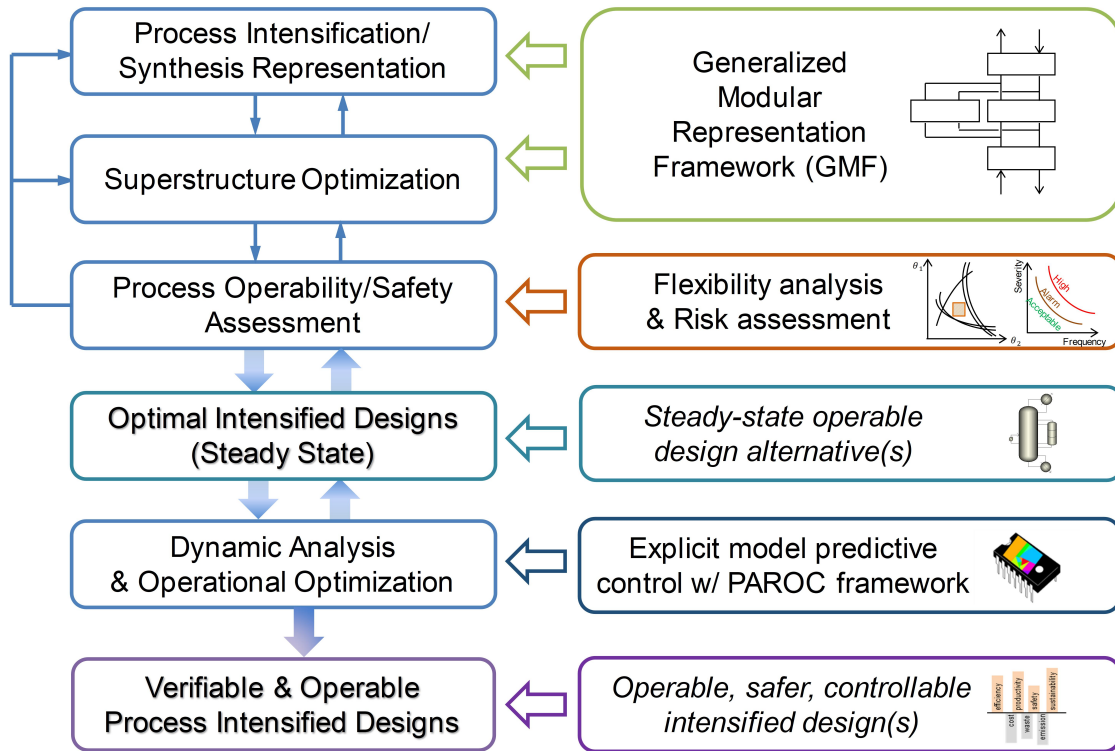 Process Intensification/
Synthesis Representation
Generalized
Modular
Representation
Framework (GMF)
Superstructure Optimization
Process Operability/Safety
Assessment
Flexibility analysis
& Risk assessment
θ1
θ2
Severity
High
Alarm
Acceptable
Frequency
Optimal Intensified Designs
(Steady State)
Steady-state operable
design alternative(s)
Dynamic Analysis
& Operational Optimization
Explicit model predictive
control w/ PAROC framework
Verifiable & Operable
Process Intensified Designs
Operable, safer, controllable
intensified design(s)
efficiency
cost
productivity
waste
safety
emission
sustainability